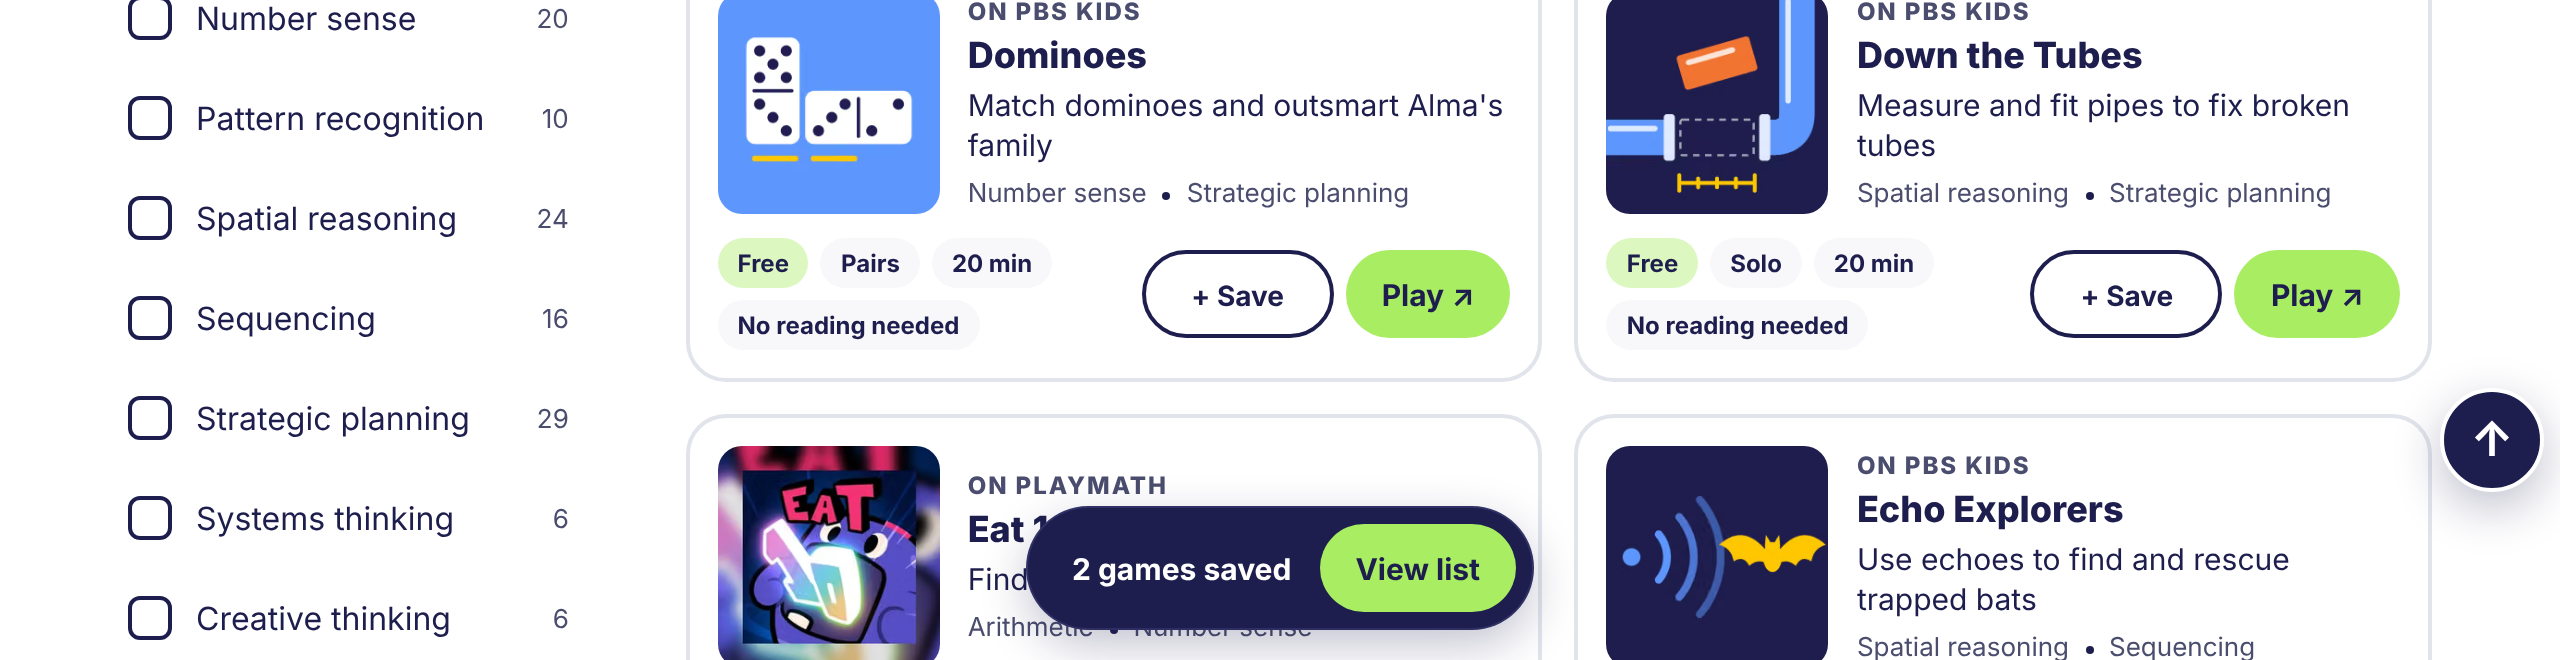 Number sense 20
Pattern recognition 10
Spatial reasoning 24
Sequencing 16
Strategic planning 29
Systems thinking 6
Creative thinking 6
ON PBS KIDS
Dominoes
Match dominoes and outsmart Alma's
family
Number sense • Strategic planning
Free Pairs 20 min
No reading needed
+ Save Play ↗
ON PBS KIDS
Down the Tubes
Measure and fit pipes to fix broken
tubes
Spatial reasoning • Strategic planning
Free Solo 20 min
No reading needed
+ Save Play ↗
EAT
ON PLAYMATH
Eat
Find
Arithmetic • Number sense
2 games saved View list
ON PBS KIDS
Echo Explorers
Use echoes to find and rescue
trapped bats
Spatial reasoning • Sequencing